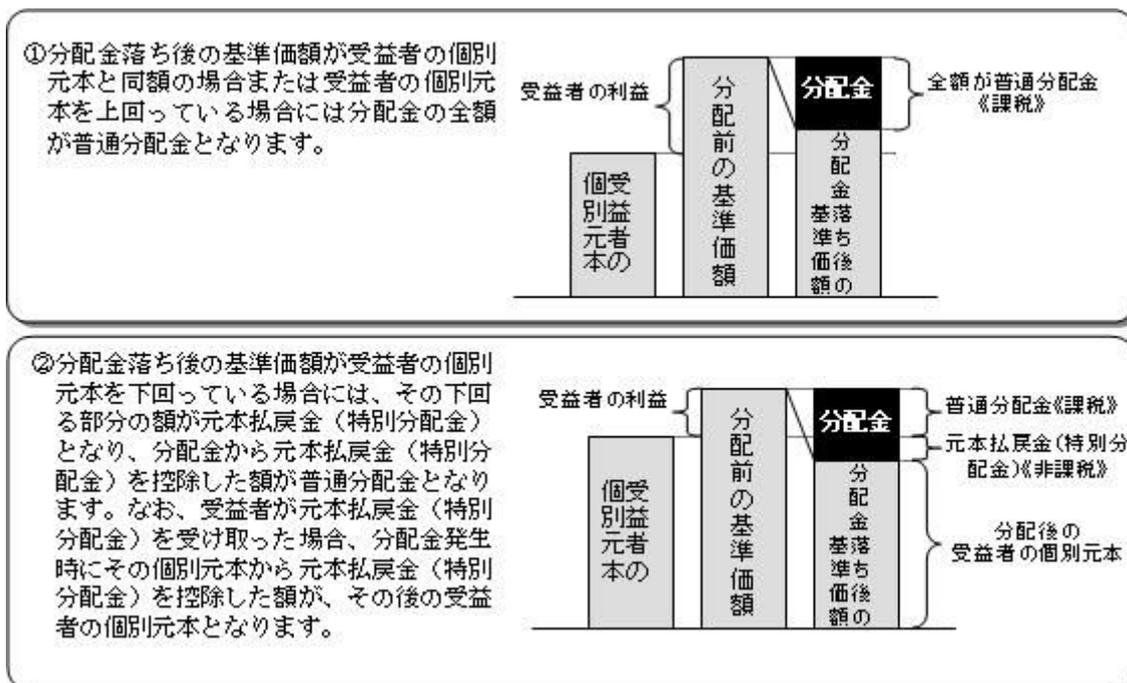 ①分配金落ち後の基準価額が受益者の個別
元本と同額の場合または受益者の個別元
本を上回っている場合には分配金の全額
が普通分配金となります。
受益者の利益
受益者の
個別元本
分配前の基準価額
分配金
分配金落ち後の
基準価額
全額が普通分配金
《課税》
②分配金落ち後の基準価額が受益者の個別
元本を下回っている場合には、その下回
る部分の額が元本払戻金（特別分配金）
となり、分配金から元本払戻金（特別分
配金）を控除した額が普通分配金となり
ます。なお、受益者が元本払戻金（特別
分配金）を受け取った場合、分配金発生
時にその個別元本から元本払戻金（特別
分配金）を控除した額が、その後の受益
者の個別元本となります。
受益者の利益
受益者の
個別元本
分配前の基準価額
分配金
分配金落ち後の
基準価額
普通分配金《課税》
元本払戻金(特別分
配金)《非課税》
分配後の
受益者の個別元本